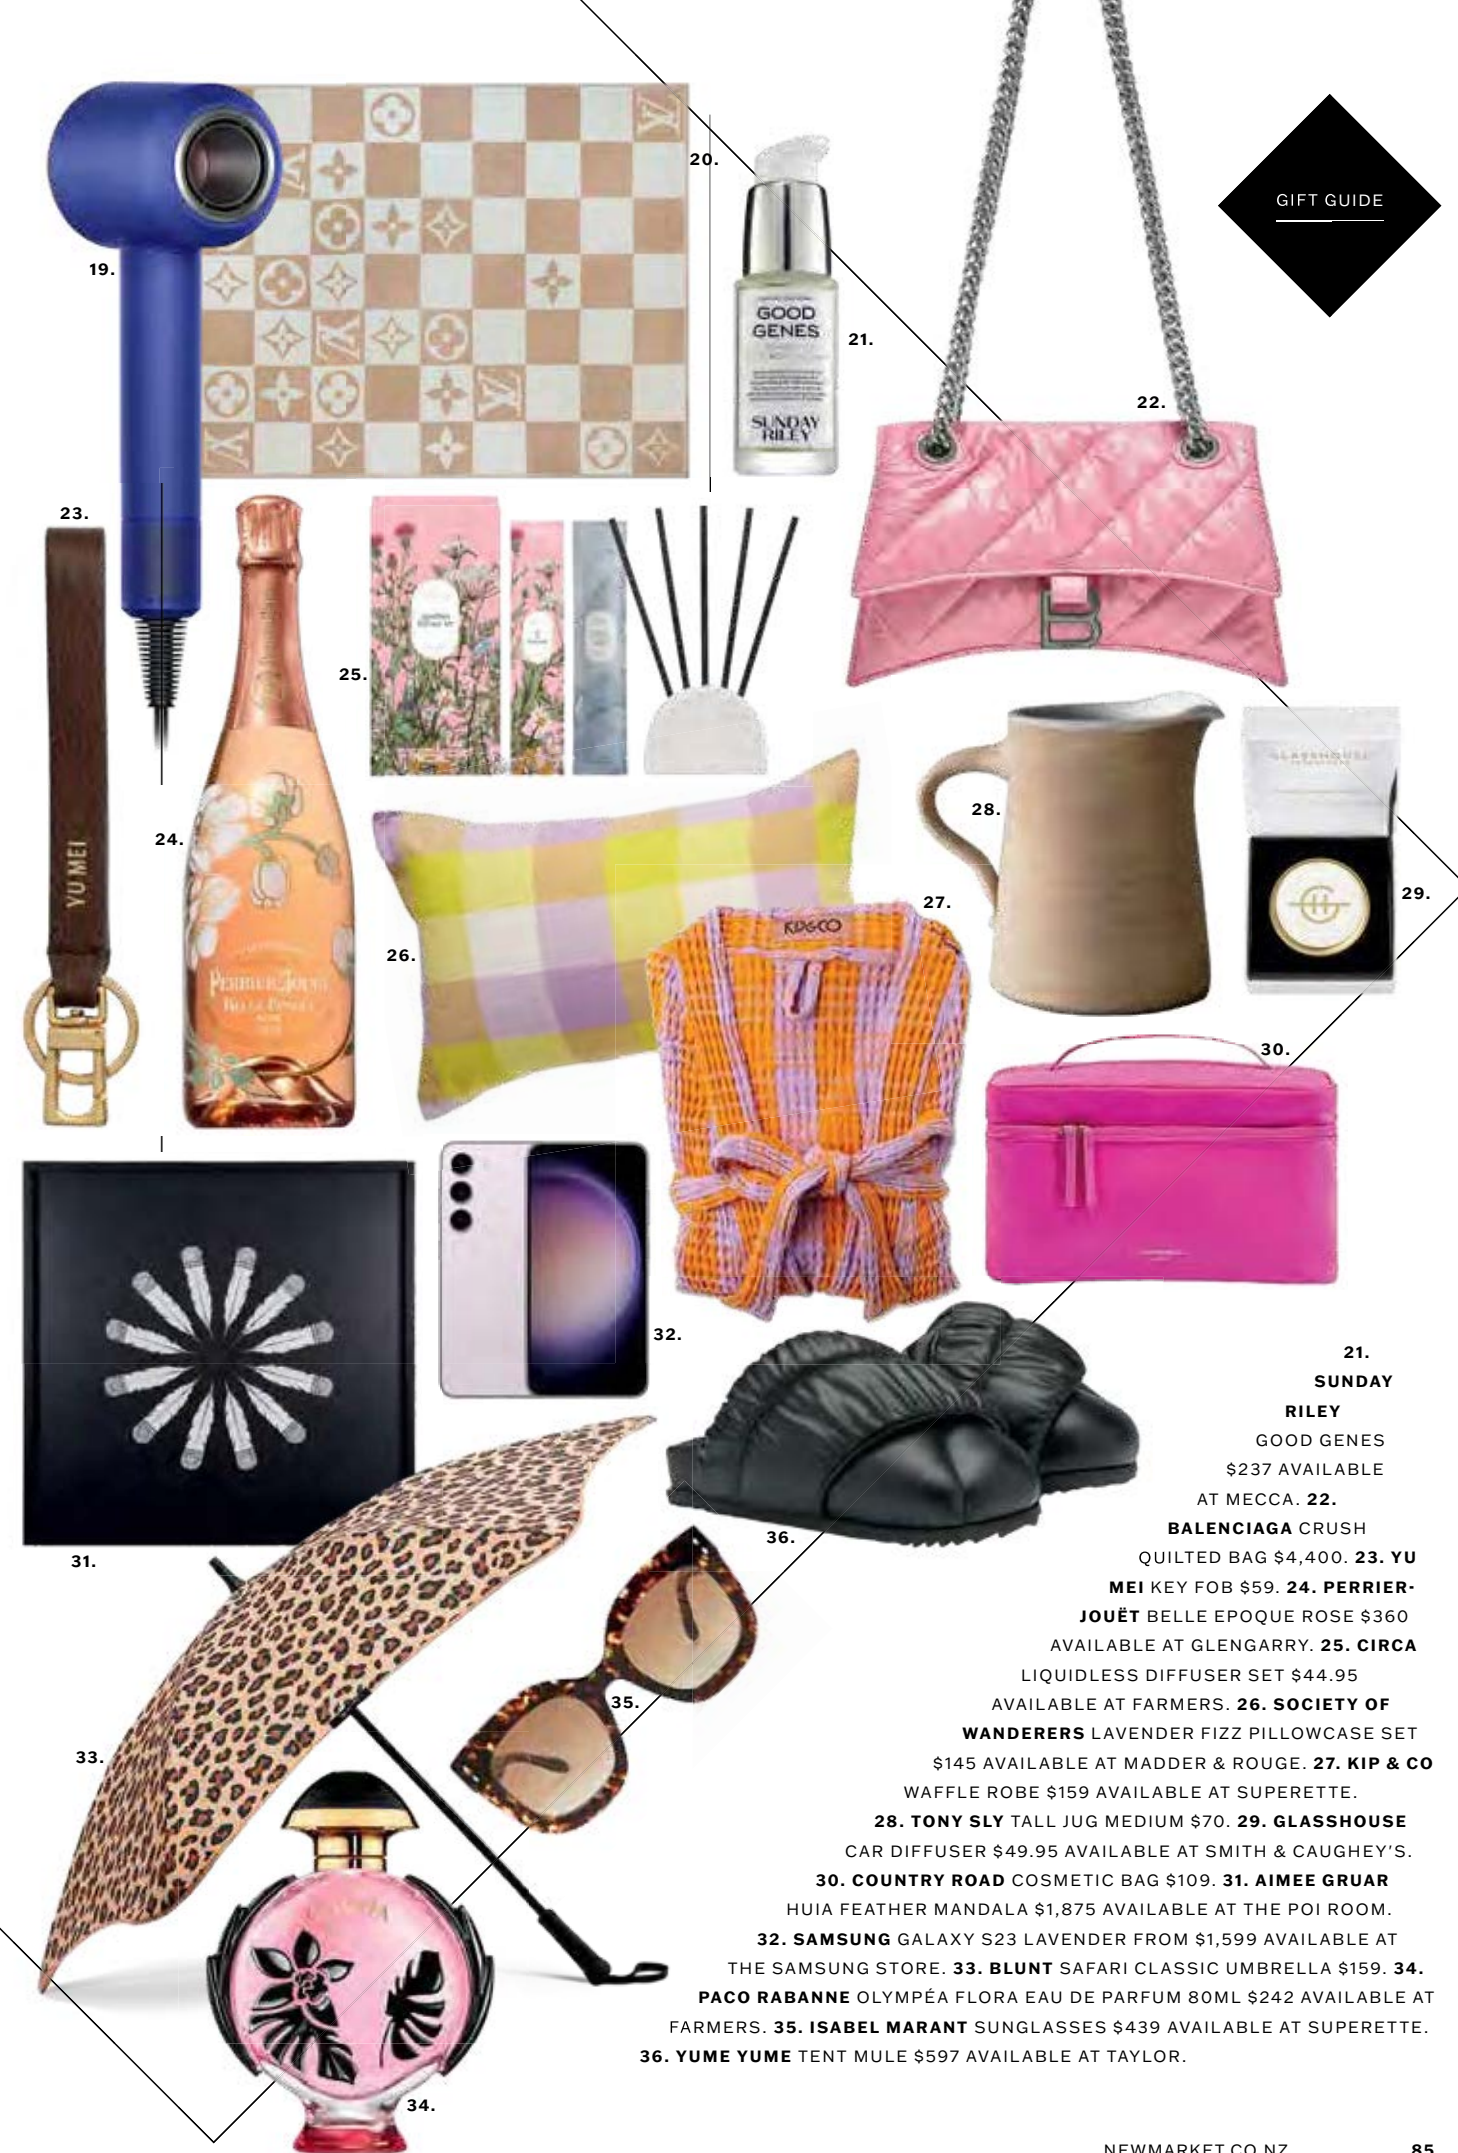 GIFT GUIDE
20.
19.
GOOD
GENES
SUNDAY
RILEY
21.
22.
23.
YU MEI
25.
24.
PERRIER-JOUËT
BELLE EPOQUE
28.
GLASSHOUSE
29.
27.
KIP&CO
26.
30.
32.
31.
36.
35.
33.
34.
21.
SUNDAY
RILEY
GOOD GENES
$237 AVAILABLE
AT MECCA. 22.
BALENCIAGA CRUSH
QUILTED BAG $4,400. 23. YU
MEI KEY FOB $59. 24. PERRIER-
JOUËT BELLE EPOQUE ROSE $360
AVAILABLE AT GLENGARRY. 25. CIRCA
LIQUIDLESS DIFFUSER SET $44.95
AVAILABLE AT FARMERS. 26. SOCIETY OF
WANDERERS LAVENDER FIZZ PILLOWCASE SET
$145 AVAILABLE AT MADDER & ROUGE. 27. KIP & CO
WAFFLE ROBE $159 AVAILABLE AT SUPERETTE.
28. TONY SLY TALL JUG MEDIUM $70. 29. GLASSHOUSE
CAR DIFFUSER $49.95 AVAILABLE AT SMITH & CAUGHEY'S.
30. COUNTRY ROAD COSMETIC BAG $109. 31. AIMEE GRUAR
HUIA FEATHER MANDALA $1,875 AVAILABLE AT THE POI ROOM.
32. SAMSUNG GALAXY S23 LAVENDER FROM $1,599 AVAILABLE AT
THE SAMSUNG STORE. 33. BLUNT SAFARI CLASSIC UMBRELLA $159. 34.
PACO RABANNE OLYMPÉA FLORA EAU DE PARFUM 80ML $242 AVAILABLE AT
FARMERS. 35. ISABEL MARANT SUNGLASSES $439 AVAILABLE AT SUPERETTE.
36. YUME YUME TENT MULE $597 AVAILABLE AT TAYLOR.
NEWMARKET.CO.NZ
85